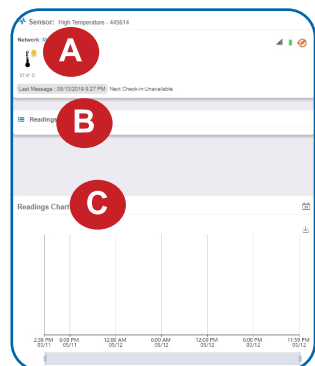 Sensor: High Temperature - 445614
Network:
A
27.6° C
Last Message : 08/13/2019 8:27 PM Next Check-in Unavailable
Readings
B
Readings Chart
C
2:38 PM 6:00 PM 12:00 AM 6:00 AM 12:00 PM 6:00 PM 11:59 PM
05/11 05/11 05/12 05/12 05/12 05/12 05/12